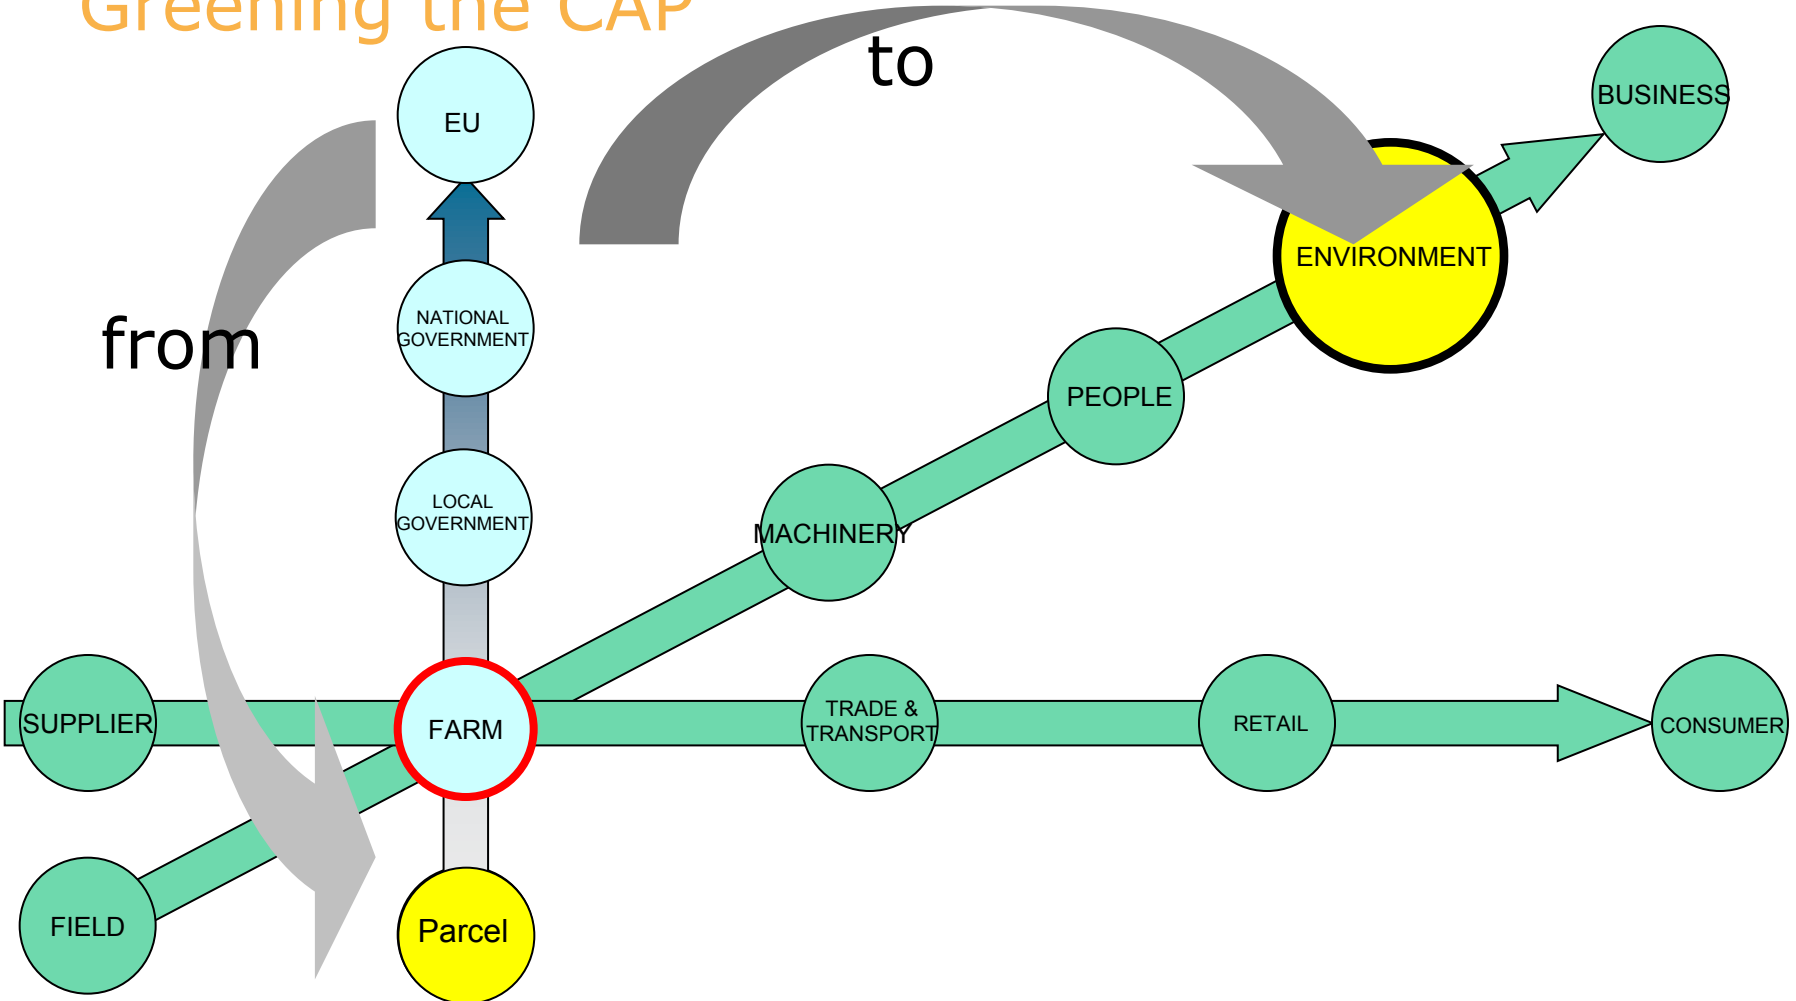 Greening the CAP
to
BUSINESS
EU
ENVIRONMENT
NATIONAL
GOVERNMENT
from
PEOPLE
LOCAL
GOVERNMENT
MACHINERY
SUPPLIER
FARM
TRADE &
TRANSPORT
RETAIL
CONSUMER
FIELD
Parcel